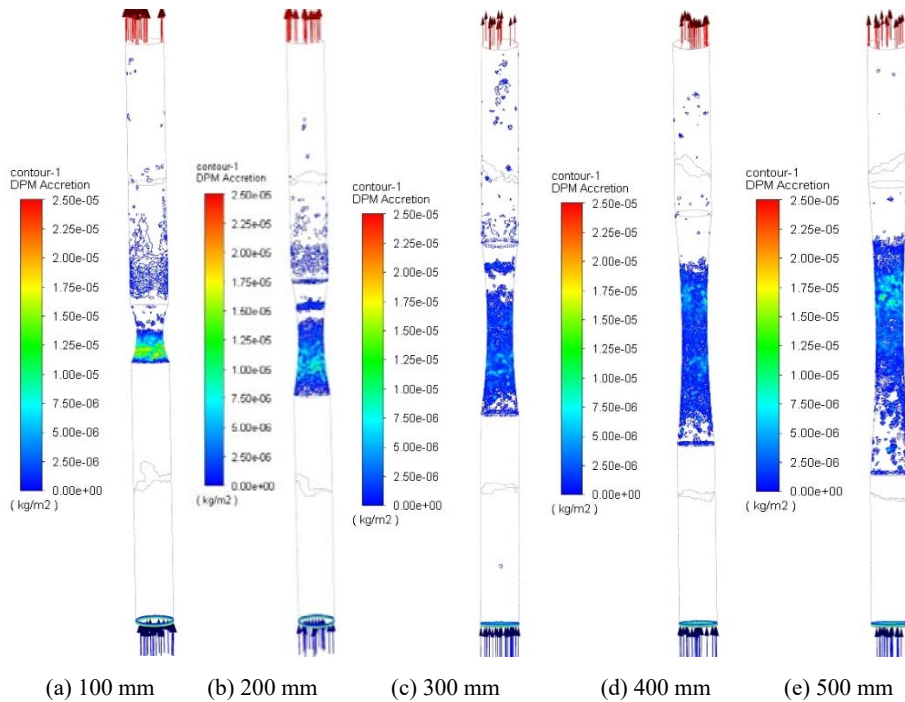 contour-1
DPM Accretion
2.50e-05
2.25e-05
2.00e-05
1.75e-05
1.50e-05
1.25e-05
1.00e-05
7.50e-06
5.00e-06
2.50e-06
0.00e+00
( kg/m2 )
contour-1
DPM Accretion
2.50e-05
2.25e-05
2.00e-05
1.75e-05
1.50e-05
1.25e-05
1.00e-05
7.50e-06
5.00e-06
2.50e-06
0.00e+00
( kg/m2 )
contour-1
DPM Accretion
2.50e-05
2.25e-05
2.00e-05
1.75e-05
1.50e-05
1.25e-05
1.00e-05
7.50e-06
5.00e-06
2.50e-06
0.00e+00
( kg/m2 )
contour-1
DPM Accretion
2.50e-05
2.25e-05
2.00e-05
1.75e-05
1.50e-05
1.25e-05
1.00e-05
7.50e-06
5.00e-06
2.50e-06
0.00e+00
( kg/m2 )
contour-1
DPM Accretion
2.50e-05
2.25e-05
2.00e-05
1.75e-05
1.50e-05
1.25e-05
1.00e-05
7.50e-06
5.00e-06
2.50e-06
0.00e+00
( kg/m2 )
(a) 100 mm (b) 200 mm (c) 300 mm (d) 400 mm (e) 500 mm